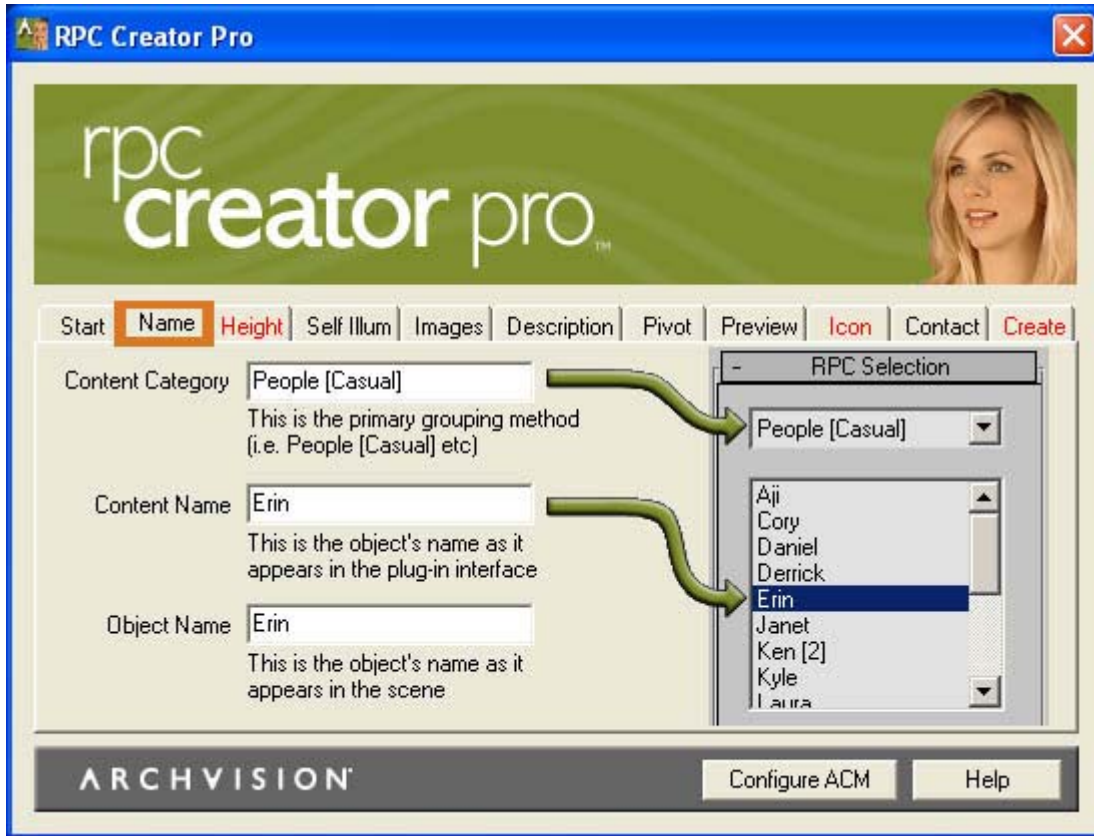 RPC Creator Pro
rpc
creator pro™
Start Name Height Self Illum Images Description Pivot Preview Icon Contact Create
Content Category People [Casual]
This is the primary grouping method
(i.e. People [Casual] etc)
Content Name Erin
This is the object's name as it
appears in the plug-in interface
Object Name Erin
This is the object's name as it
appears in the scene
- RPC Selection
People [Casual]
Aji
Cory
Daniel
Derrick
Erin
Janet
Ken [2]
Kyle
Laura
ARCHVISION
Configure ACM Help